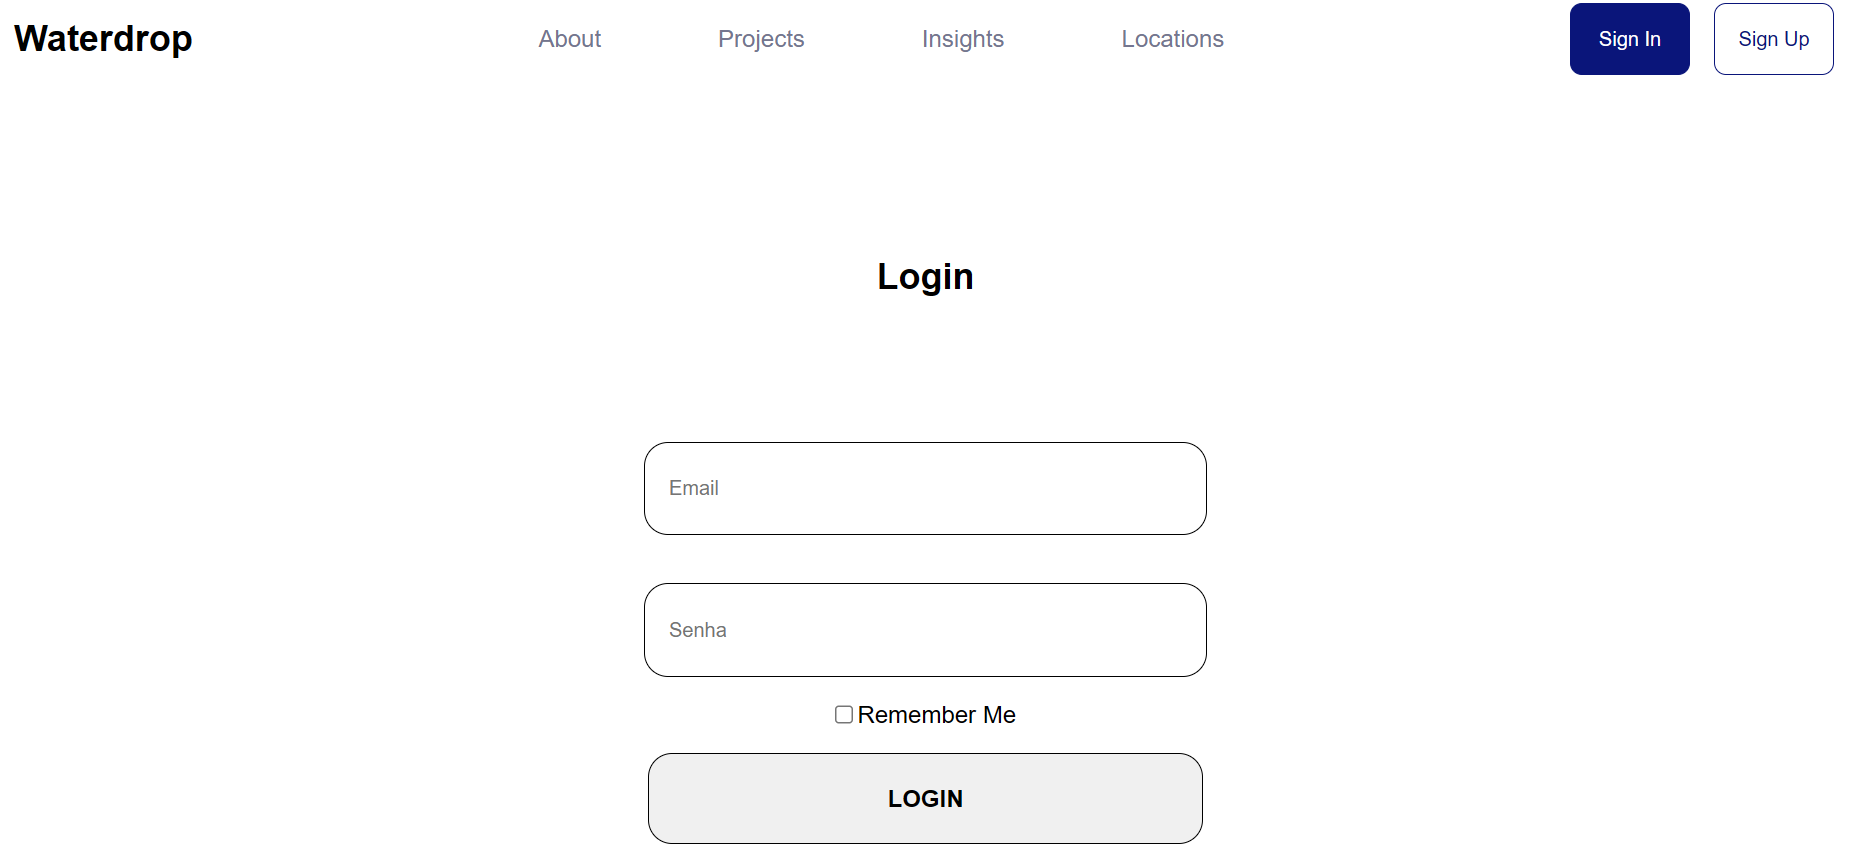 Waterdrop About Projects Insights Locations Sign In Sign Up
Login
Email
Senha
Remember Me
LOGIN